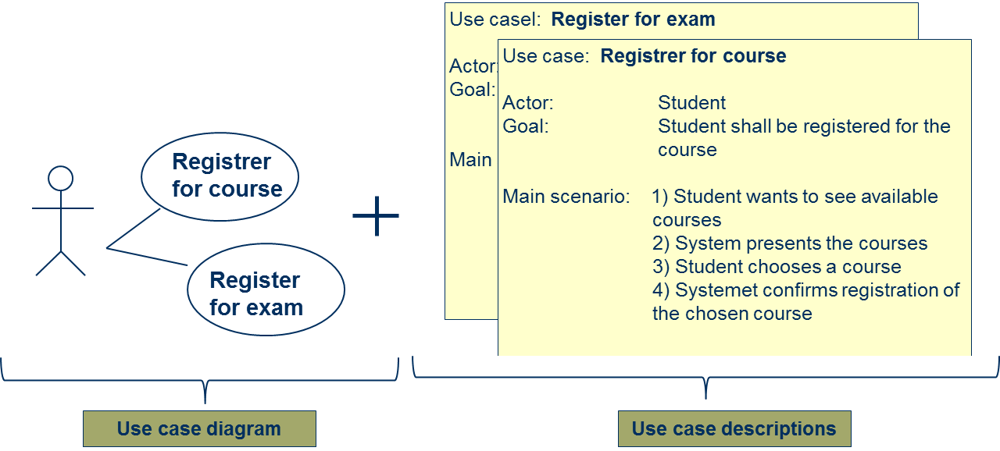 Registrer
for course
Register
for exam
Use case diagram
Use casel: Register for exam
Actor:
Goal:
Main
Use case: Registrer for course
Actor: Student
Goal: Student shall be registered for the
course
Main scenario: 1) Student wants to see available
courses
2) System presents the courses
3) Student chooses a course
4) Systemet confirms registration of
the chosen course
Use case descriptions